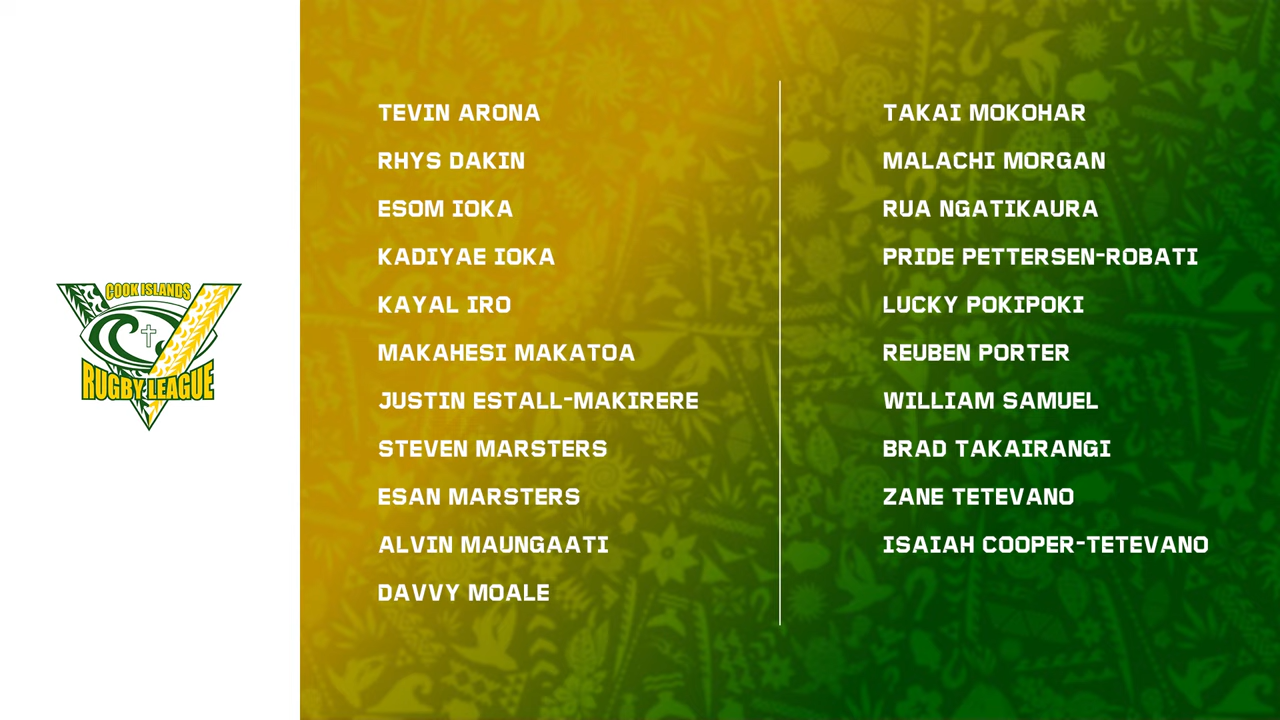 COOK ISLANDS
RUGBY LEAGUE
TEVIN ARONA
RHYS DAKIN
ESOM IOKA
KADIYAE IOKA
KAYAL IRO
MAKAHESI MAKATOA
JUSTIN ESTALL-MAKIRERE
STEVEN MARSTERS
ESAN MARSTERS
ALVIN MAUNGAATI
DAVVY MOALE
TAKAI MOKOHAR
MALACHI MORGAN
RUA NGATIKAURA
PRIDE PETTERSEN-ROBATI
LUCKY POKIPOKI
REUBEN PORTER
WILLIAM SAMUEL
BRAD TAKAIRANGI
ZANE TETEVANO
ISAIAH COOPER-TETEVANO